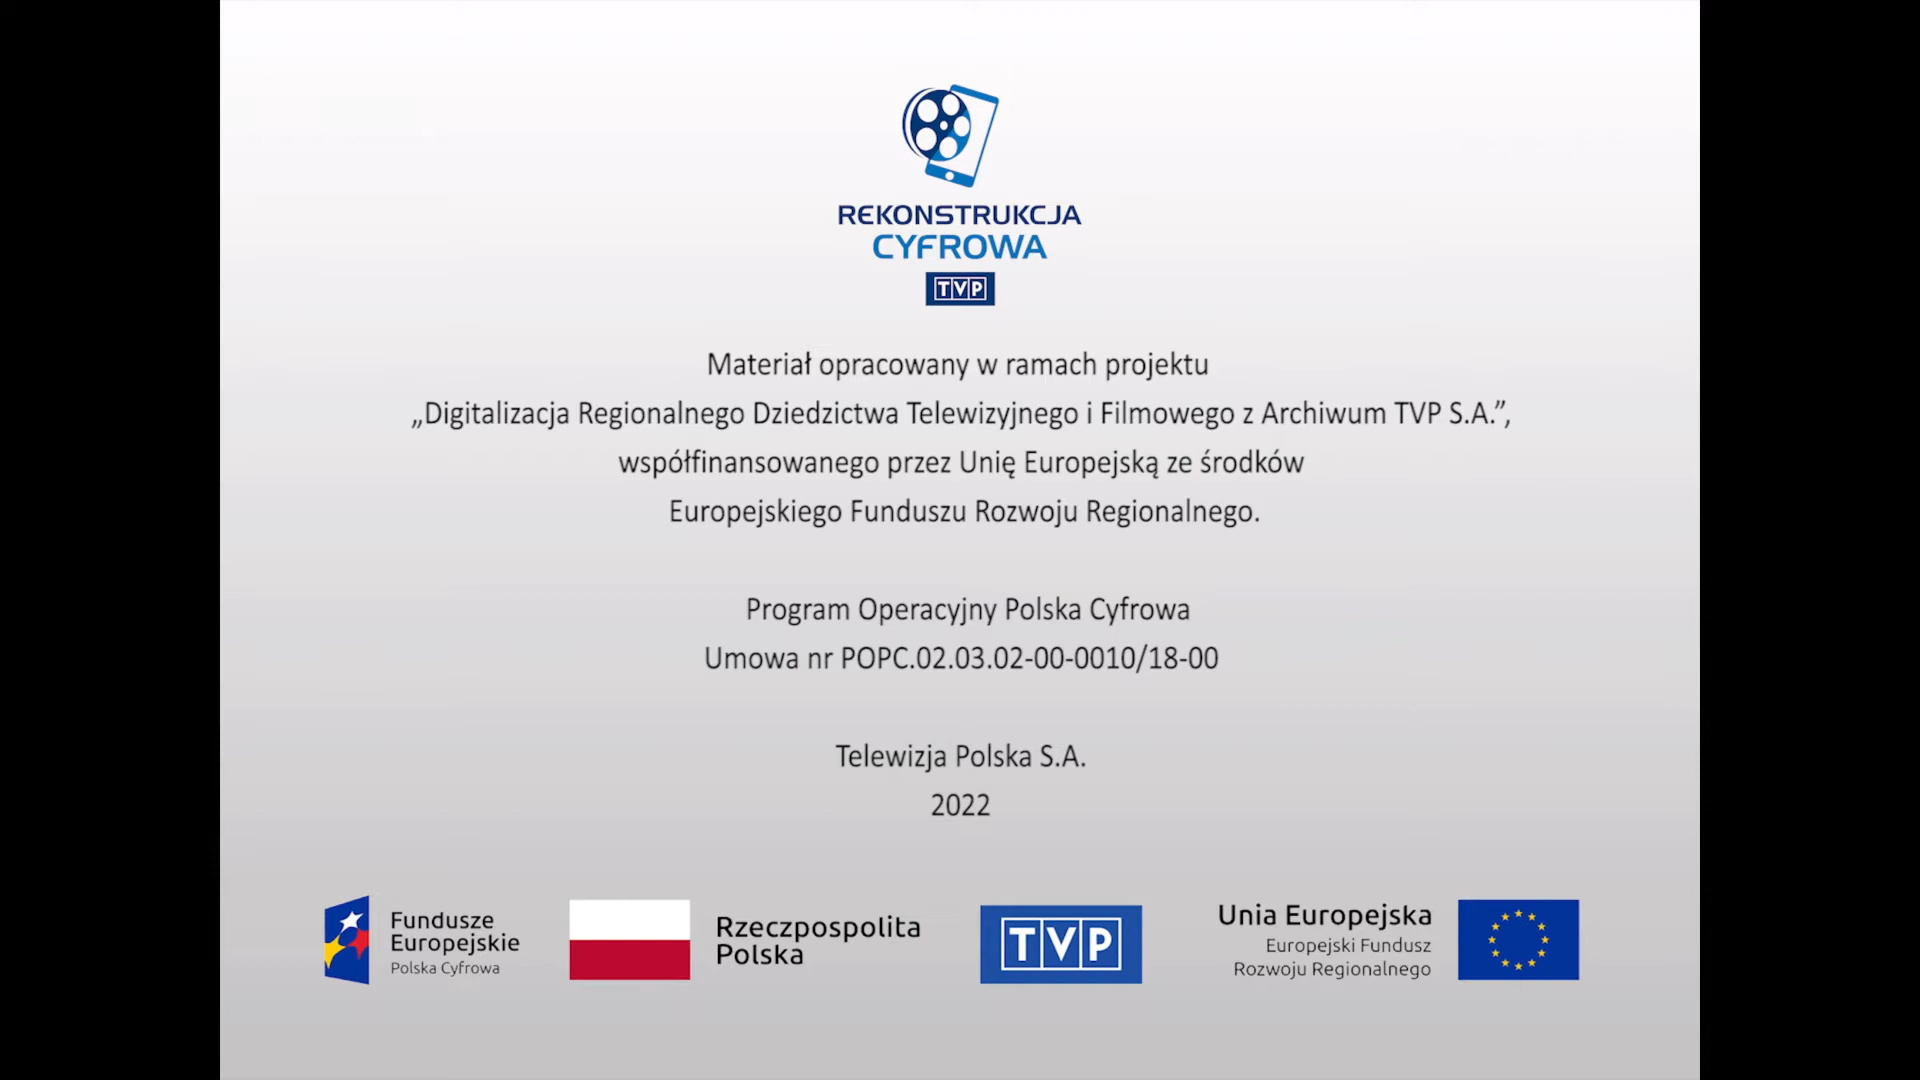 REKONSTRUKCJA
CYFROWA
TVP
Materiał opracowany w ramach projektu
„Digitalizacja Regionalnego Dziedzictwa Telewizyjnego i Filmowego z Archiwum TVP S.A.”,
współfinansowanego przez Unię Europejską ze środków
Europejskiego Funduszu Rozwoju Regionalnego.
Program Operacyjny Polska Cyfrowa
Umowa nr POPC.02.03.02-00-0010/18-00
Telewizja Polska S.A.
2022
Fundusze
Europejskie
Polska Cyfrowa
Rzeczpospolita
Polska
TVP
Unia Europejska
Europejski Fundusz
Rozwoju Regionalnego